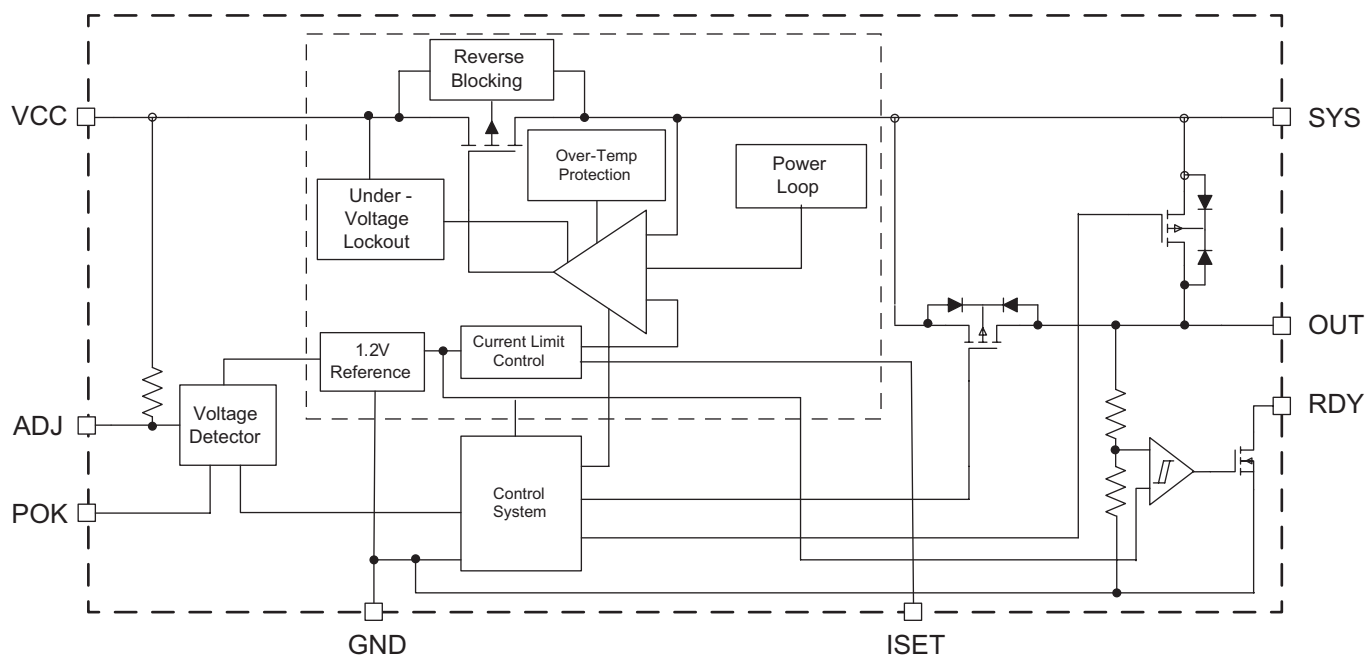 Reverse
Blocking
VCC
SYS
Over-Temp
Protection
Power
Loop
Under -
Voltage
Lockout
OUT
1.2V
Reference
Current Limit
Control
RDY
ADJ
Voltage
Detector
POK
Control
System
GND
ISET